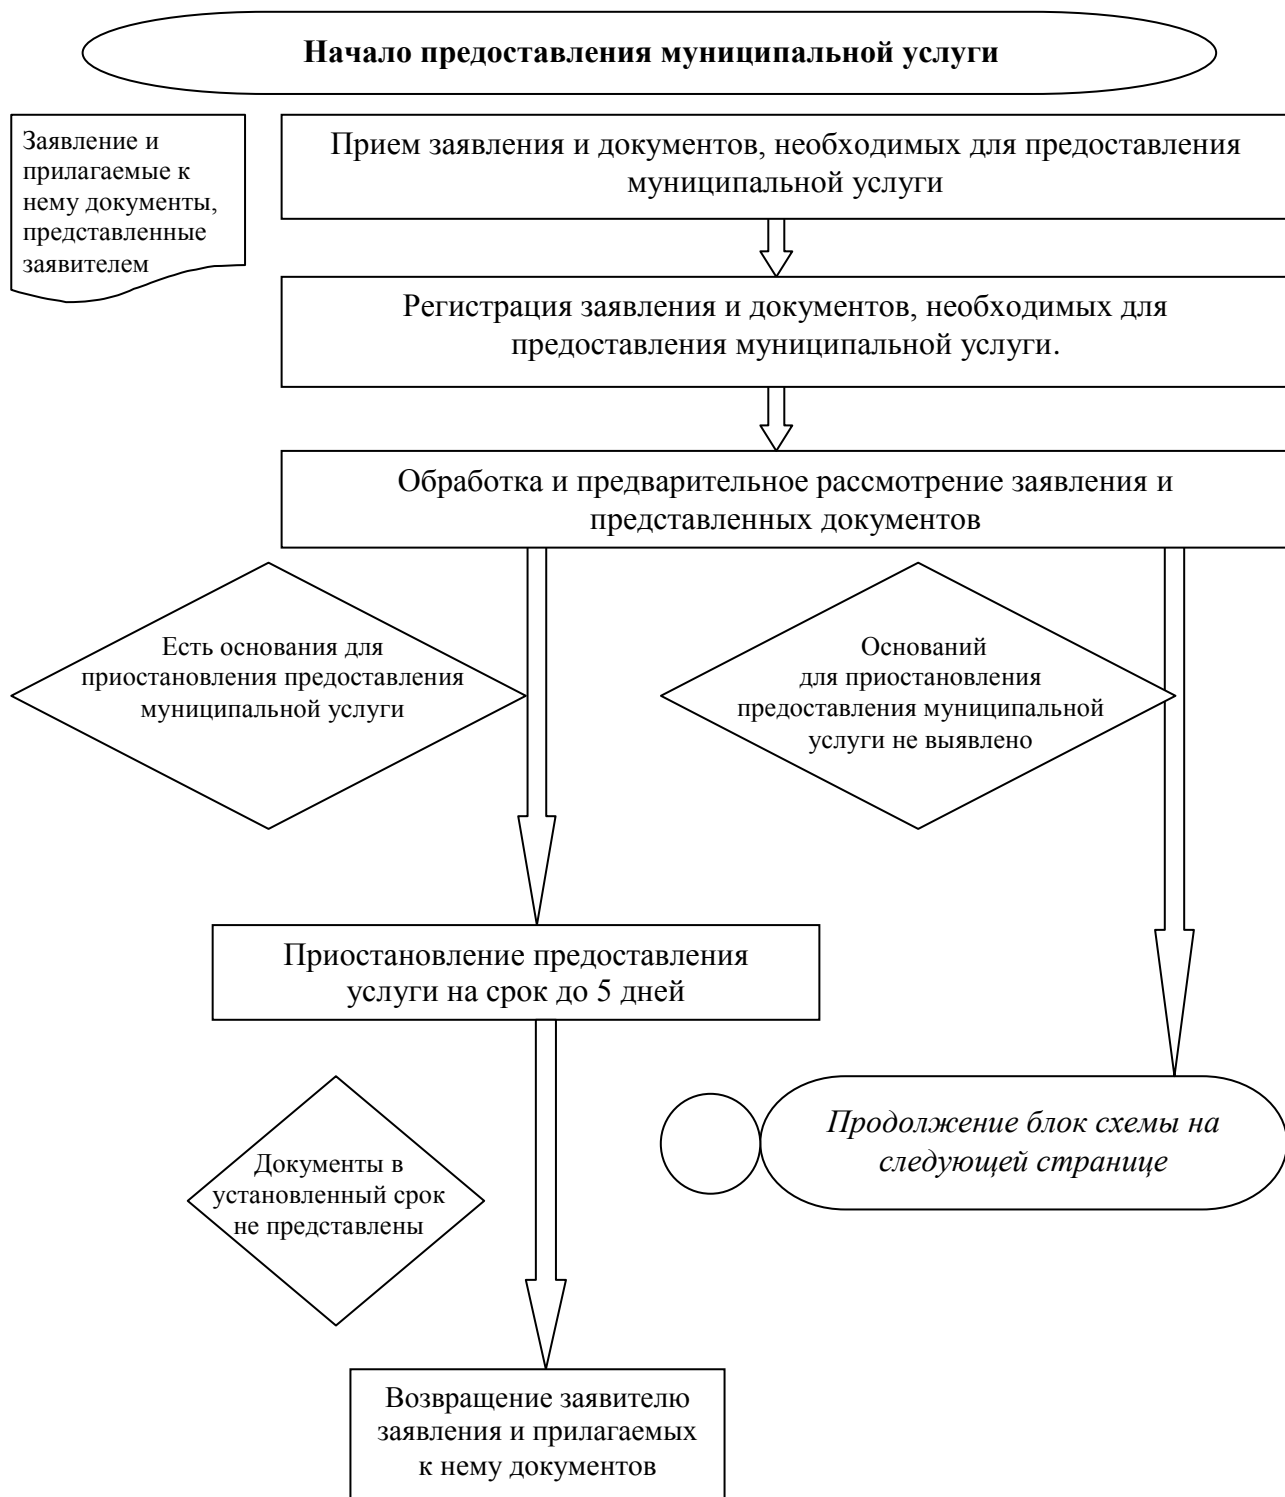 Начало предоставления муниципальной услуги
Заявление и
прилагаемые к
нему документы,
представленные
заявителем
Прием заявления и документов, необходимых для предоставления
муниципальной услуги
Регистрация заявления и документов, необходимых для
предоставления муниципальной услуги.
Обработка и предварительное рассмотрение заявления и
представленных документов
Есть основания для
приостановления предоставления
муниципальной услуги
Оснований
для приостановления
предоставления муниципальной
услуги не выявлено
Приостановление предоставления
услуги на срок до 5 дней
Продолжение блок схемы на
следующей странице
Документы в
установленный срок
не представлены
Возвращение заявителю
заявления и прилагаемых
к нему документов